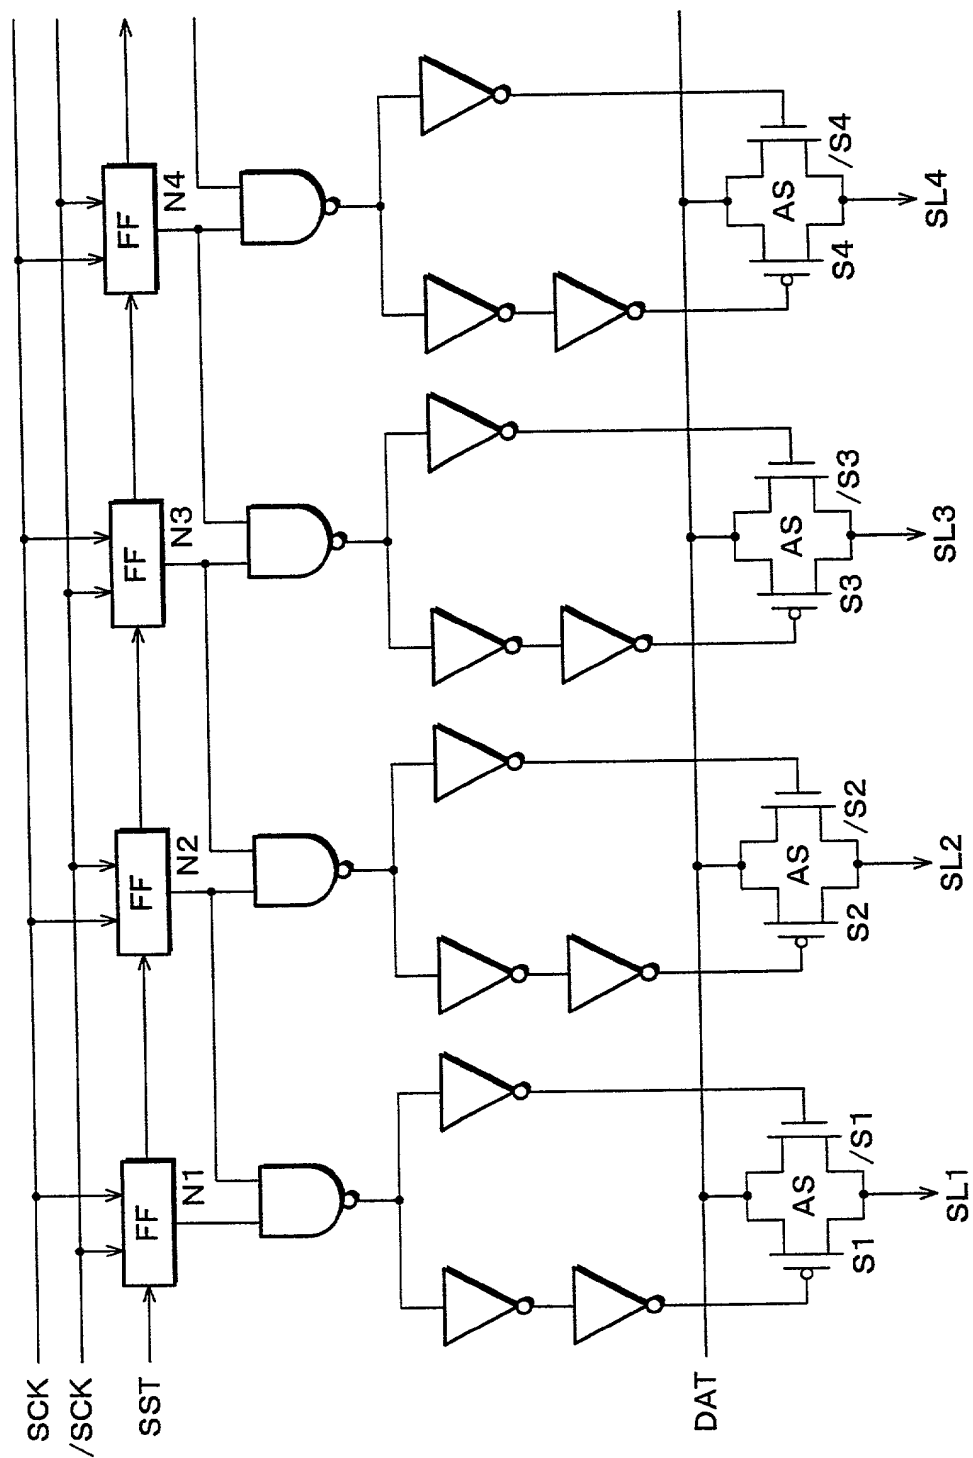 SCK
/SCK
SST
FF
FF
FF
FF
N1
N2
N3
N4
DAT
AS
AS
AS
AS
S1
/S1
S2
/S2
S3
/S3
S4
/S4
SL1
SL2
SL3
SL4